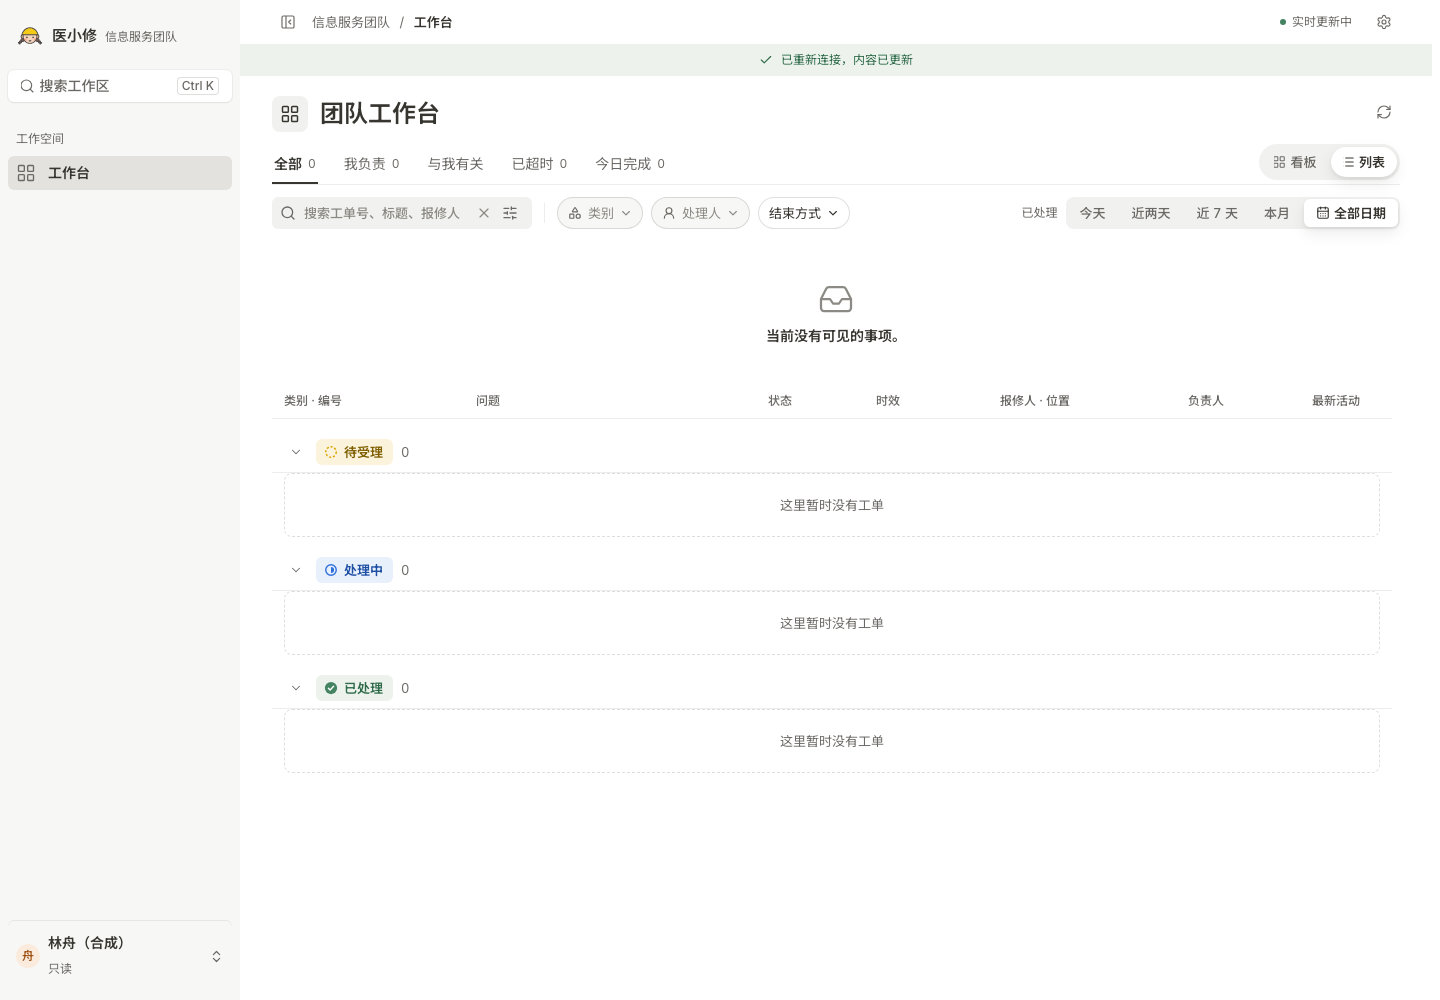 医小修 信息服务团队
搜索工作区 Ctrl K
工作空间
工作台
林舟（合成）
舟
只读
信息服务团队 / 工作台
实时更新中
已重新连接，内容已更新
团队工作台
全部 0 我负责 0 与我有关 已超时 0 今日完成 0
看板 列表
搜索工单号、标题、报修人 类别 处理人 结束方式
已处理 今天 近两天 近 7 天 本月 全部日期
当前没有可见的事项。
类别 · 编号 问题 状态 时效 报修人 · 位置 负责人 最新活动
待受理 0
这里暂时没有工单
处理中 0
这里暂时没有工单
已处理 0
这里暂时没有工单